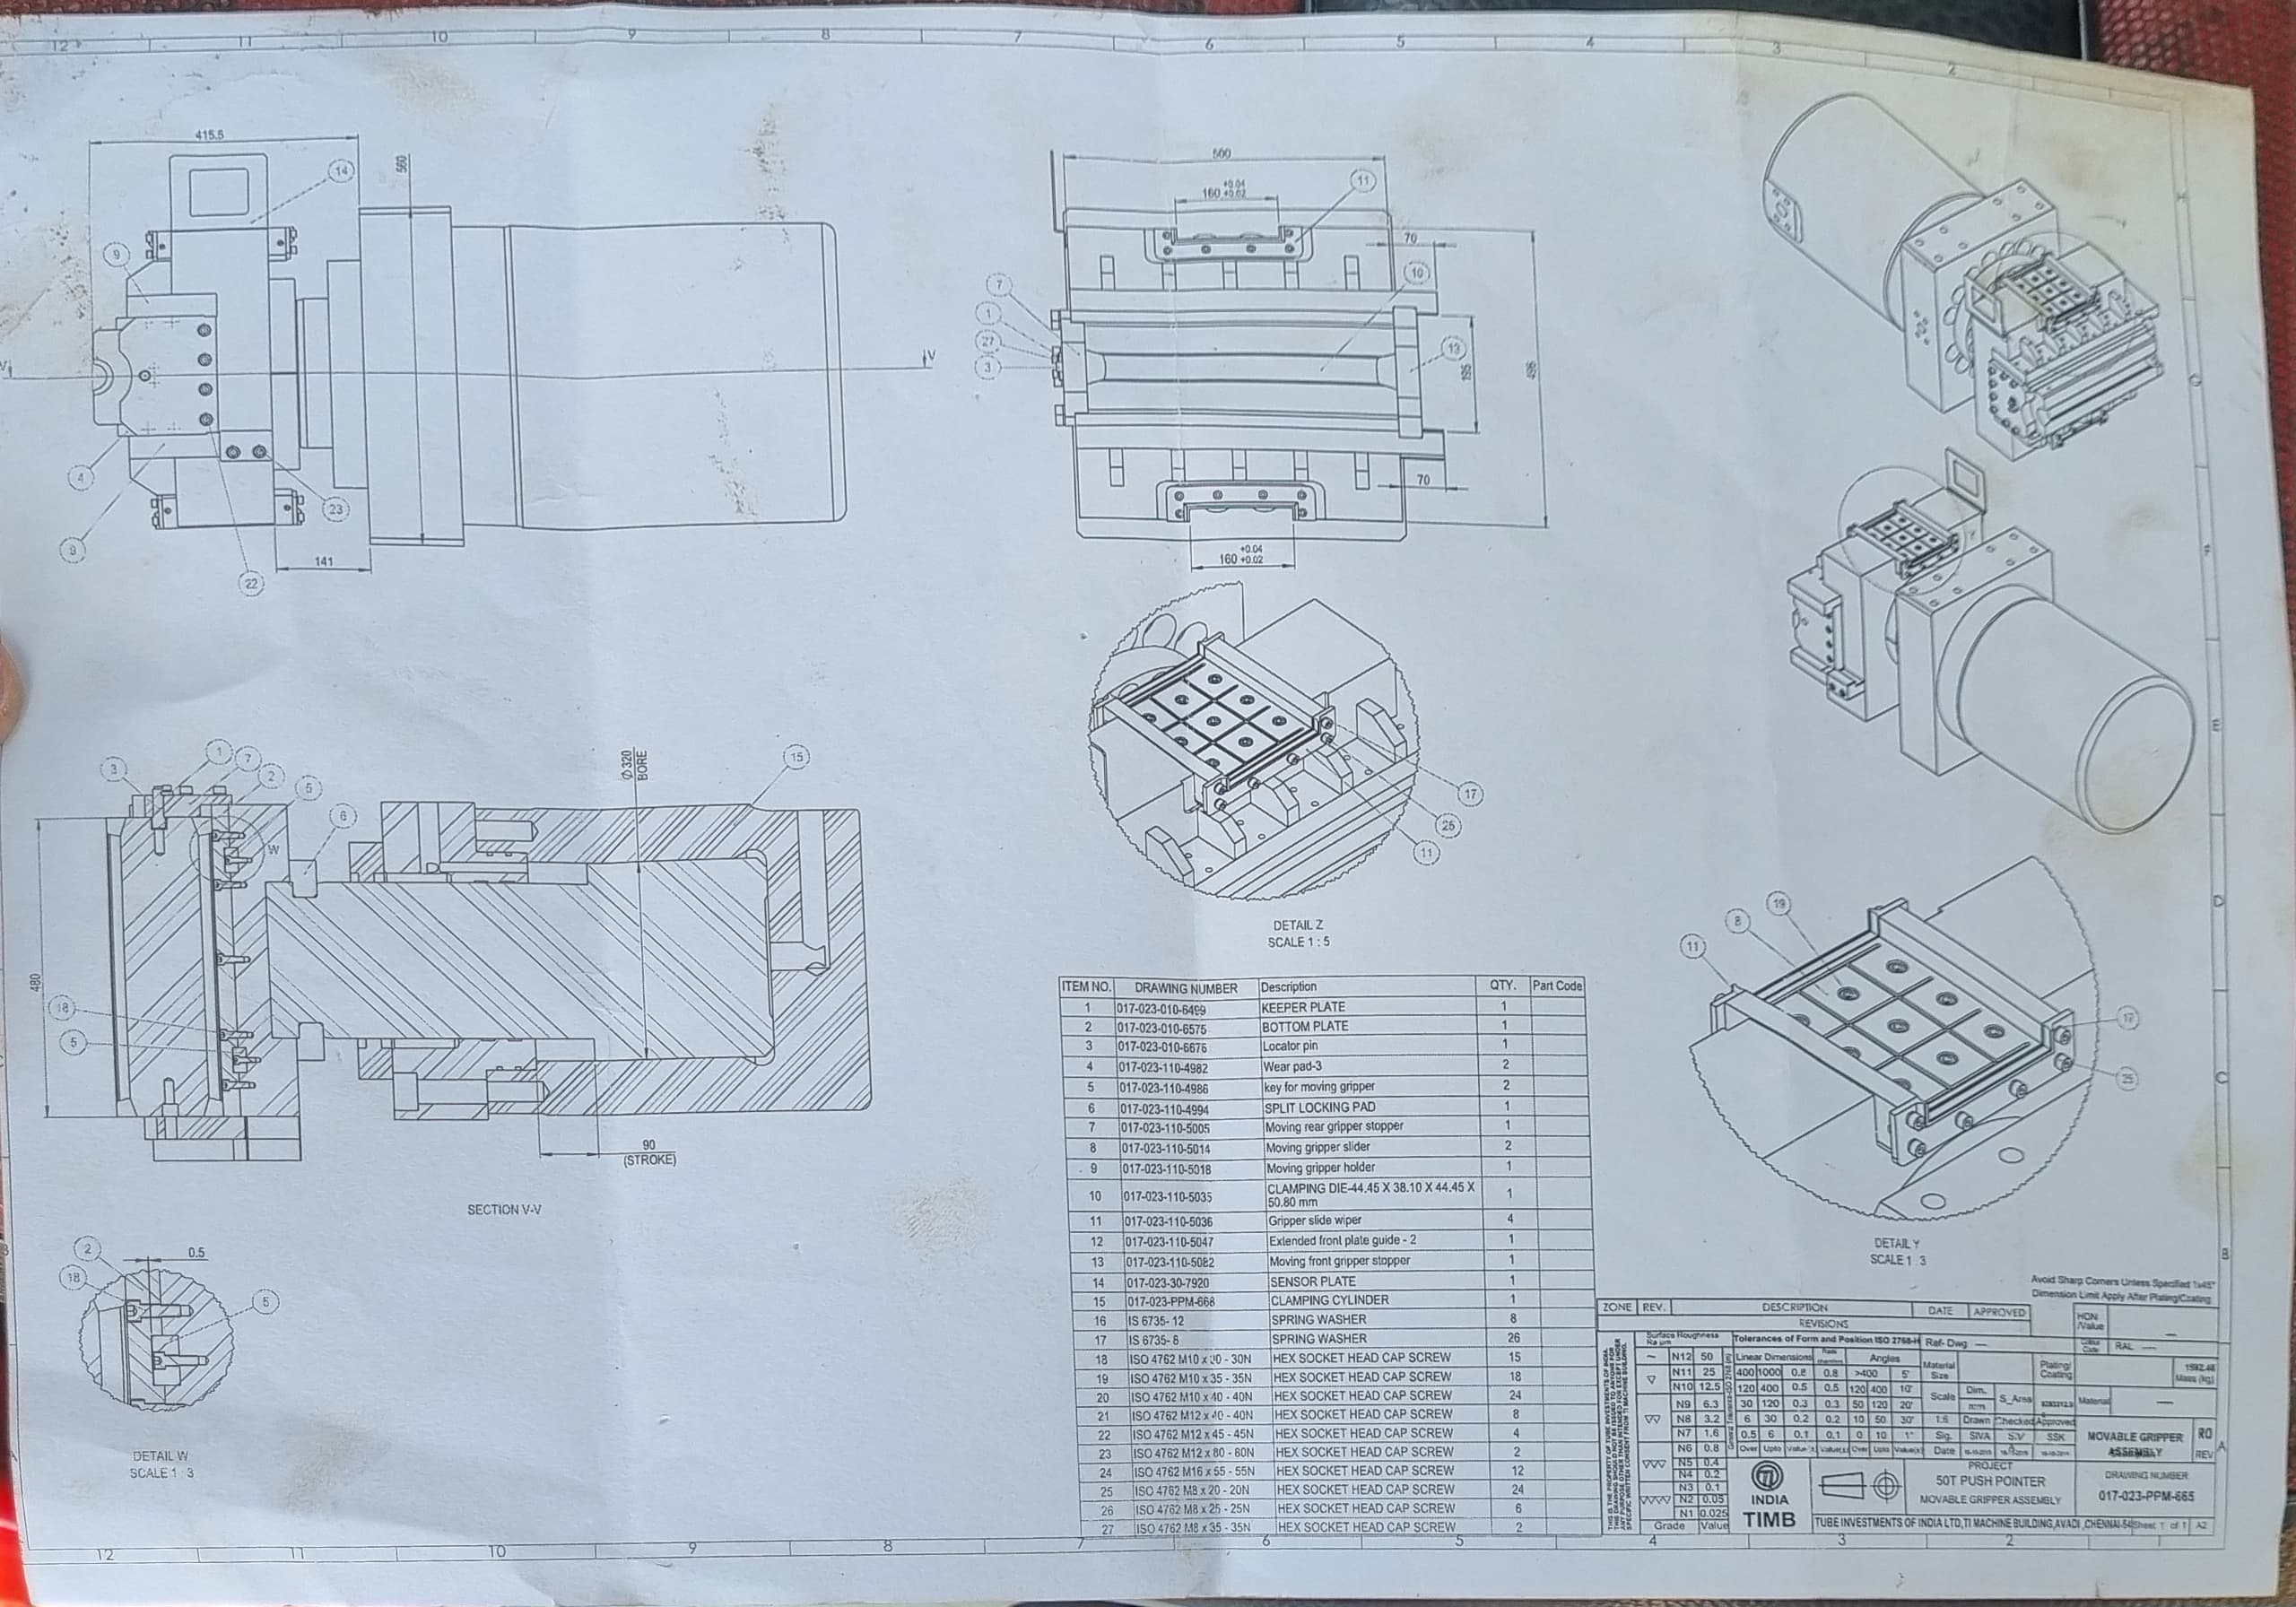 12
11
10
9
8
7
6
5
4
3
2
415.5
560
14
9
V
V
4
8
23
22
141
500
160 +0.04 +0.02
11
70
10
7
1
27
3
13
195
496
70
160 +0.04 +0.02
3
1
7
2
5
6
W
Φ320
BORE
15
480
18
5
90
(STROKE)
SECTION V-V
17
26
11
DETAIL Z
SCALE 1 : 5
19
8
11
25
DETAIL Y
SCALE 1 : 3
2
0.5
18
5
DETAIL W
SCALE 1 : 3
ITEM NO. DRAWING NUMBER Description QTY. Part Code
1 017-023-010-6499 KEEPER PLATE 1
2 017-023-010-6575 BOTTOM PLATE 1
3 017-023-010-6676 Locator pin 1
4 017-023-110-4982 Wear pad-3 2
5 017-023-110-4986 key for moving gripper 2
6 017-023-110-4994 SPLIT LOCKING PAD 1
7 017-023-110-5005 Moving rear gripper stopper 1
8 017-023-110-5014 Moving gripper slider 2
9 017-023-110-5018 Moving gripper holder 1
10 017-023-110-5035 CLAMPING DIE-44.45 X 38.10 X 44.45 X
50.80 mm 1
11 017-023-110-5036 Gripper slide wiper 4
12 017-023-110-5047 Extended front plate guide - 2 1
13 017-023-110-5082 Moving front gripper stopper 1
14 017-023-30-7920 SENSOR PLATE 1
15 017-023-PPM-668 CLAMPING CYLINDER 1
16 IS 6735- 12 SPRING WASHER 8
17 IS 6735- 8 SPRING WASHER 26
18 ISO 4762 M10 x 30 - 30N HEX SOCKET HEAD CAP SCREW 15
19 ISO 4762 M10 x 35 - 35N HEX SOCKET HEAD CAP SCREW 18
20 ISO 4762 M10 x 40 - 40N HEX SOCKET HEAD CAP SCREW 24
21 ISO 4762 M12 x 40 - 40N HEX SOCKET HEAD CAP SCREW 8
22 ISO 4762 M12 x 45 - 45N HEX SOCKET HEAD CAP SCREW 4
23 ISO 4762 M12 x 80 - 80N HEX SOCKET HEAD CAP SCREW 2
24 ISO 4762 M16 x 55 - 55N HEX SOCKET HEAD CAP SCREW 12
25 ISO 4762 M8 x 20 - 20N HEX SOCKET HEAD CAP SCREW 24
26 ISO 4762 M8 x 25 - 25N HEX SOCKET HEAD CAP SCREW 6
27 ISO 4762 M8 x 35 - 35N HEX SOCKET HEAD CAP SCREW 2
Avoid Sharp Corners Unless Specified 1x45°
Dimension Limit Apply After Plating/Coating
ZONE REV. DESCRIPTION DATE APPROVED
REVISIONS
Surface Roughness
Ra µm
Tolerances of Form and Position ISO 2768-H
Ref- Dwg —
RAL —
Linear Dimensions Angles
N12 50
N11 25 400 1000 0.8 0.8 >400 5'
N10 12.5 120 400 0.5 0.5 120 400 10'
N9 6.3 30 120 0.3 0.3 50 120 20'
N8 3.2 6 30 0.2 0.2 10 50 30'
N7 1.6 0.5 6 0.1 0.1 0 10 1°
N6 0.8 Over Upto Value(±) Value(±) Over Upto Value(±)
N5 0.4
N4 0.2
N3 0.1
N2 0.05
N1 0.025
Grade Value
Material
Size
Plating/
Coating
Mass (kg)
Scale Dim. mm S_Area Material —
1:6 Drawn Checked Approved
Sig. SIVA S.V SSK
Date
MOVABLE GRIPPER
ASSEMBLY
R0
REV
TI
INDIA
TIMB
PROJECT
50T PUSH POINTER
MOVABLE GRIPPER ASSEMBLY
DRAWING NUMBER
017-023-PPM-665
TUBE INVESTMENTS OF INDIA LTD,TI MACHINE BUILDING,AVADI ,CHENNAI-54 Sheet 1 of 1 A2
D
C
B
A
12
11
10
9
8
7
6
5
4
3
2